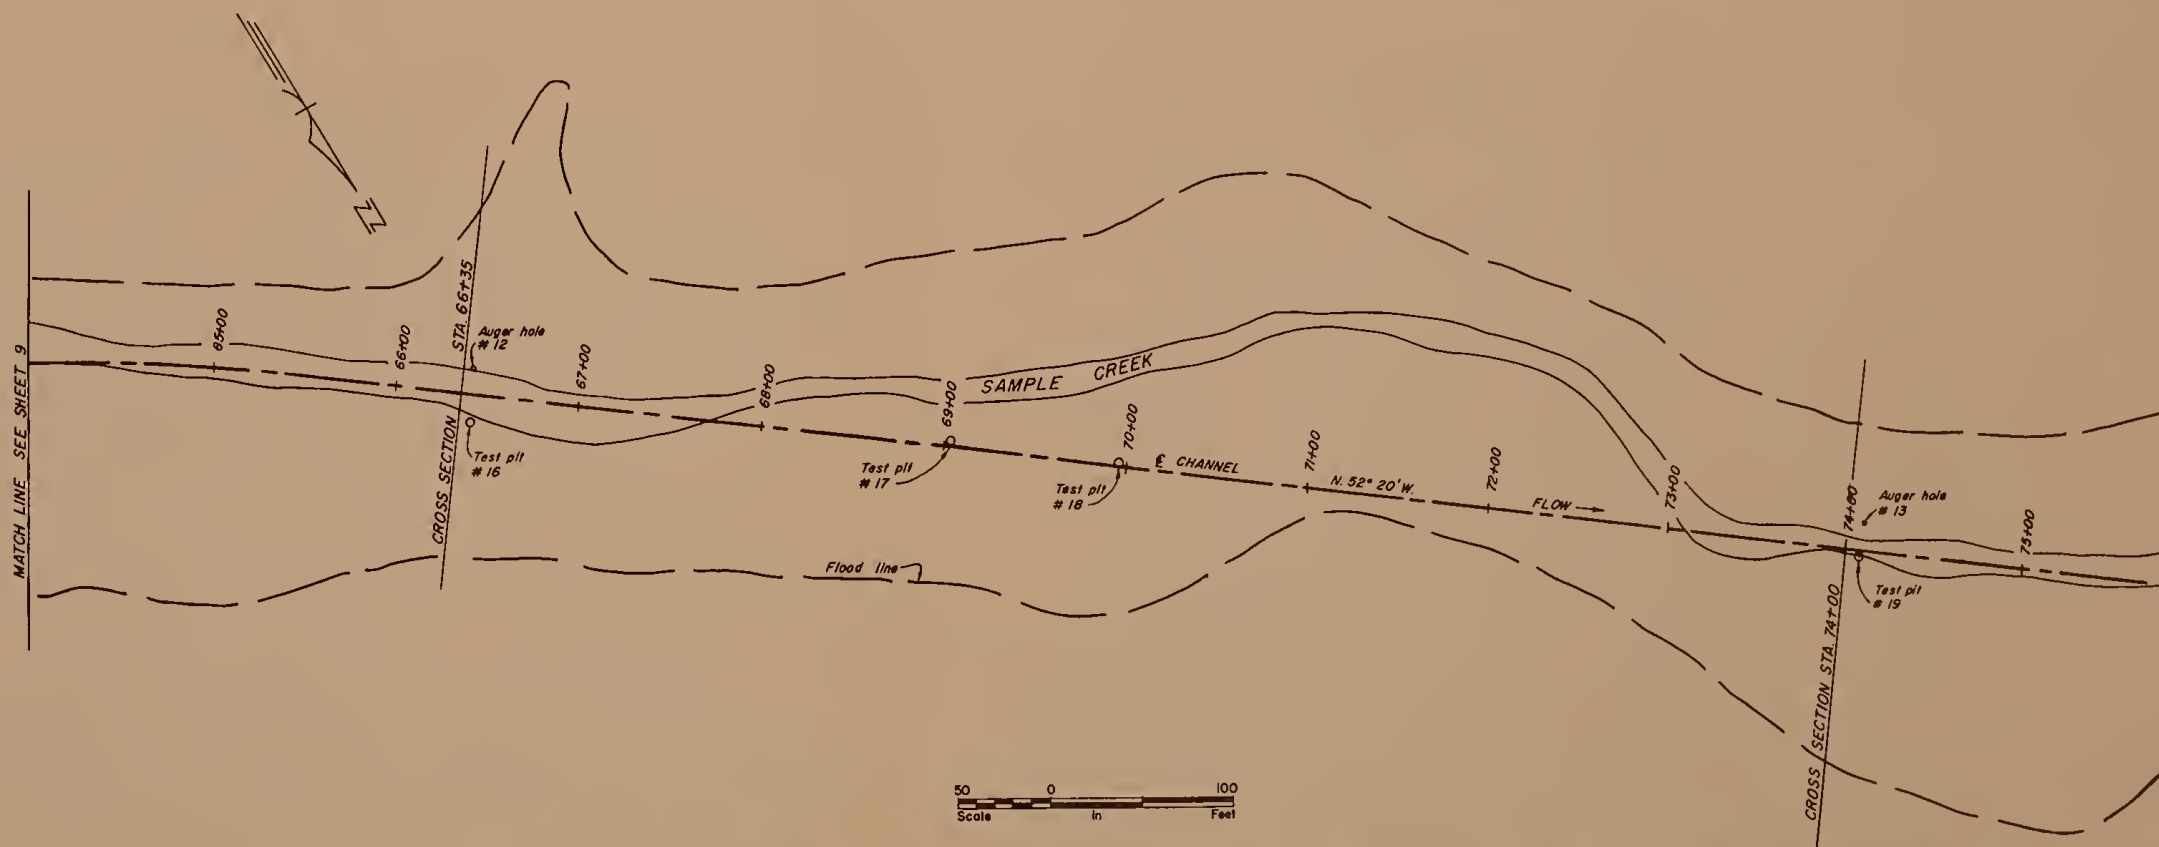 N
MATCH LINE SEE SHEET 9
65+00
66+00
STA. 66+35
CROSS SECTION
Auger hole
# 12
67+00
Test pit
# 16
68+00
69+00
SAMPLE CREEK
Test pit
# 17
70+00
Test pit
# 18
℄ CHANNEL
71+00
N. 52° 20' W.
72+00
FLOW
73+00
74+00
Auger hole
# 13
75+00
Test pit
# 19
CROSS SECTION STA. 74+00
Flood line
50 0 100
Scale In Feet